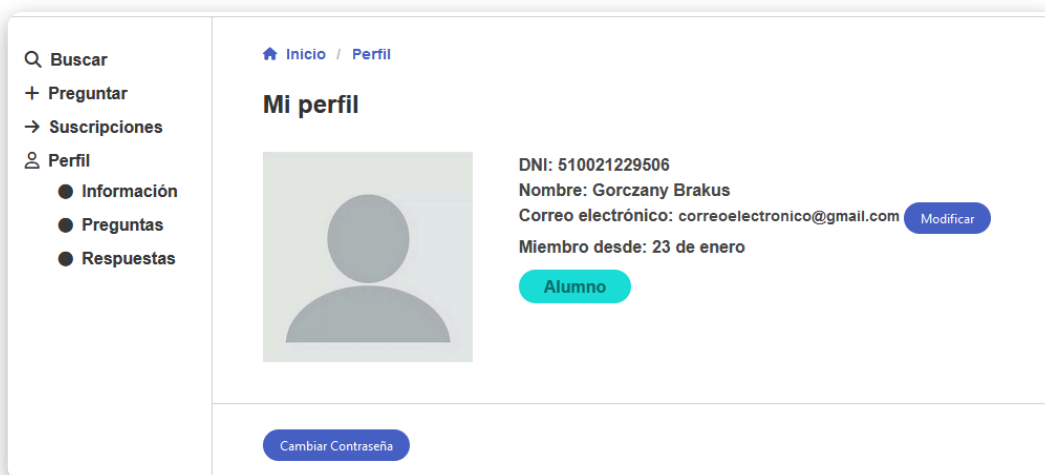 Buscar
Preguntar
Suscripciones
Perfil
Información
Preguntas
Respuestas
Inicio / Perfil
Mi perfil
DNI: 510021229506
Nombre: Gorczany Brakus
Correo electrónico: correoelectronico@gmail.com Modificar
Miembro desde: 23 de enero
Alumno
Cambiar Contraseña